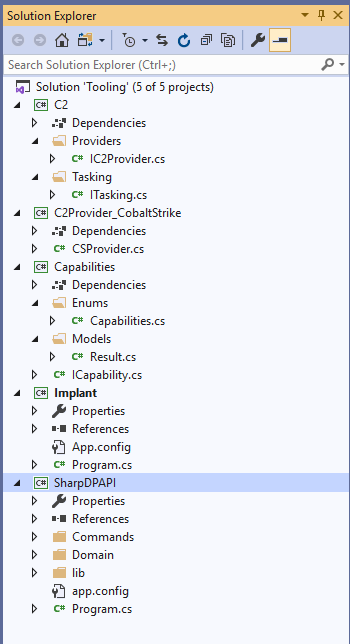 Solution Explorer
Search Solution Explorer (Ctrl+;)
Solution 'Tooling' (5 of 5 projects)
C# C2
Dependencies
Providers
C# IC2Provider.cs
Tasking
C# ITasking.cs
C# C2Provider_CobaltStrike
Dependencies
C# CSProvider.cs
C# Capabilities
Dependencies
Enums
C# Capabilities.cs
Models
C# Result.cs
C# ICapability.cs
C# Implant
Properties
References
App.config
C# Program.cs
C# SharpDPAPI
Properties
References
Commands
Domain
lib
app.config
C# Program.cs